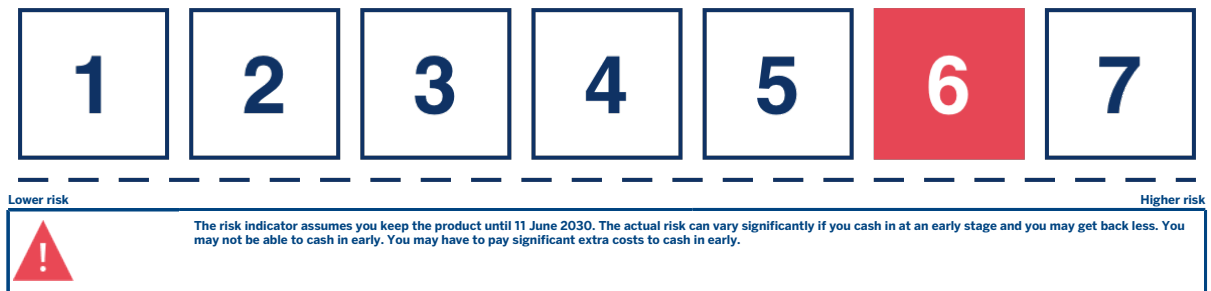 1 2 3 4 5 6 7
Lower risk Higher risk
The risk indicator assumes you keep the product until 11 June 2030. The actual risk can vary significantly if you cash in at an early stage and you may get back less. You
may not be able to cash in early. You may have to pay significant extra costs to cash in early.
!